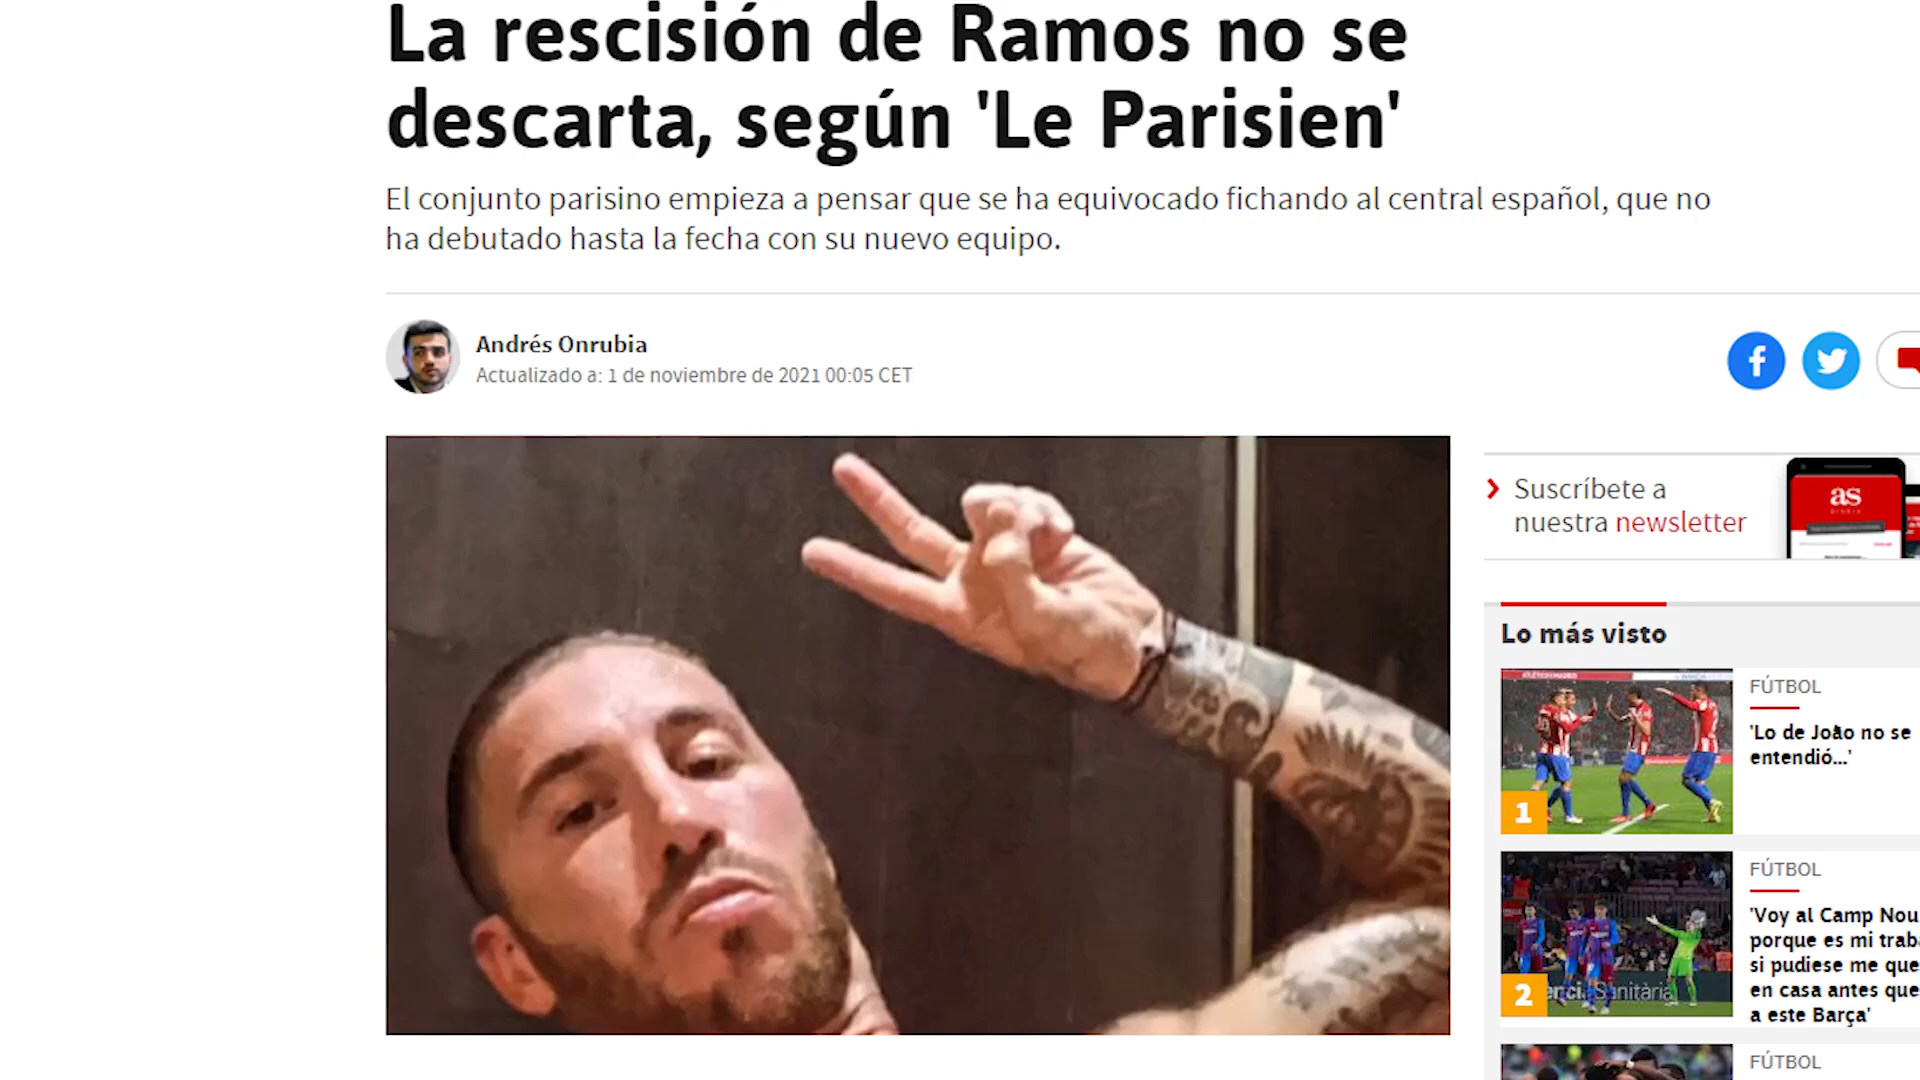 La rescisión de Ramos no se
descarta, según 'Le Parisien'
El conjunto parisino empieza a pensar que se ha equivocado fichando al central español, que no
ha debutado hasta la fecha con su nuevo equipo.
Andrés Onrubia
Actualizado a: 1 de noviembre de 2021 00:05 CET
Suscríbete a
nuestra newsletter
as
Lo más visto
FÚTBOL
'Lo de João no se
entendió...'
1
FÚTBOL
'Voy al Camp Nou
porque es mi trab
si pudiese me que
en casa antes que
a este Barça'
2
FÚTBOL